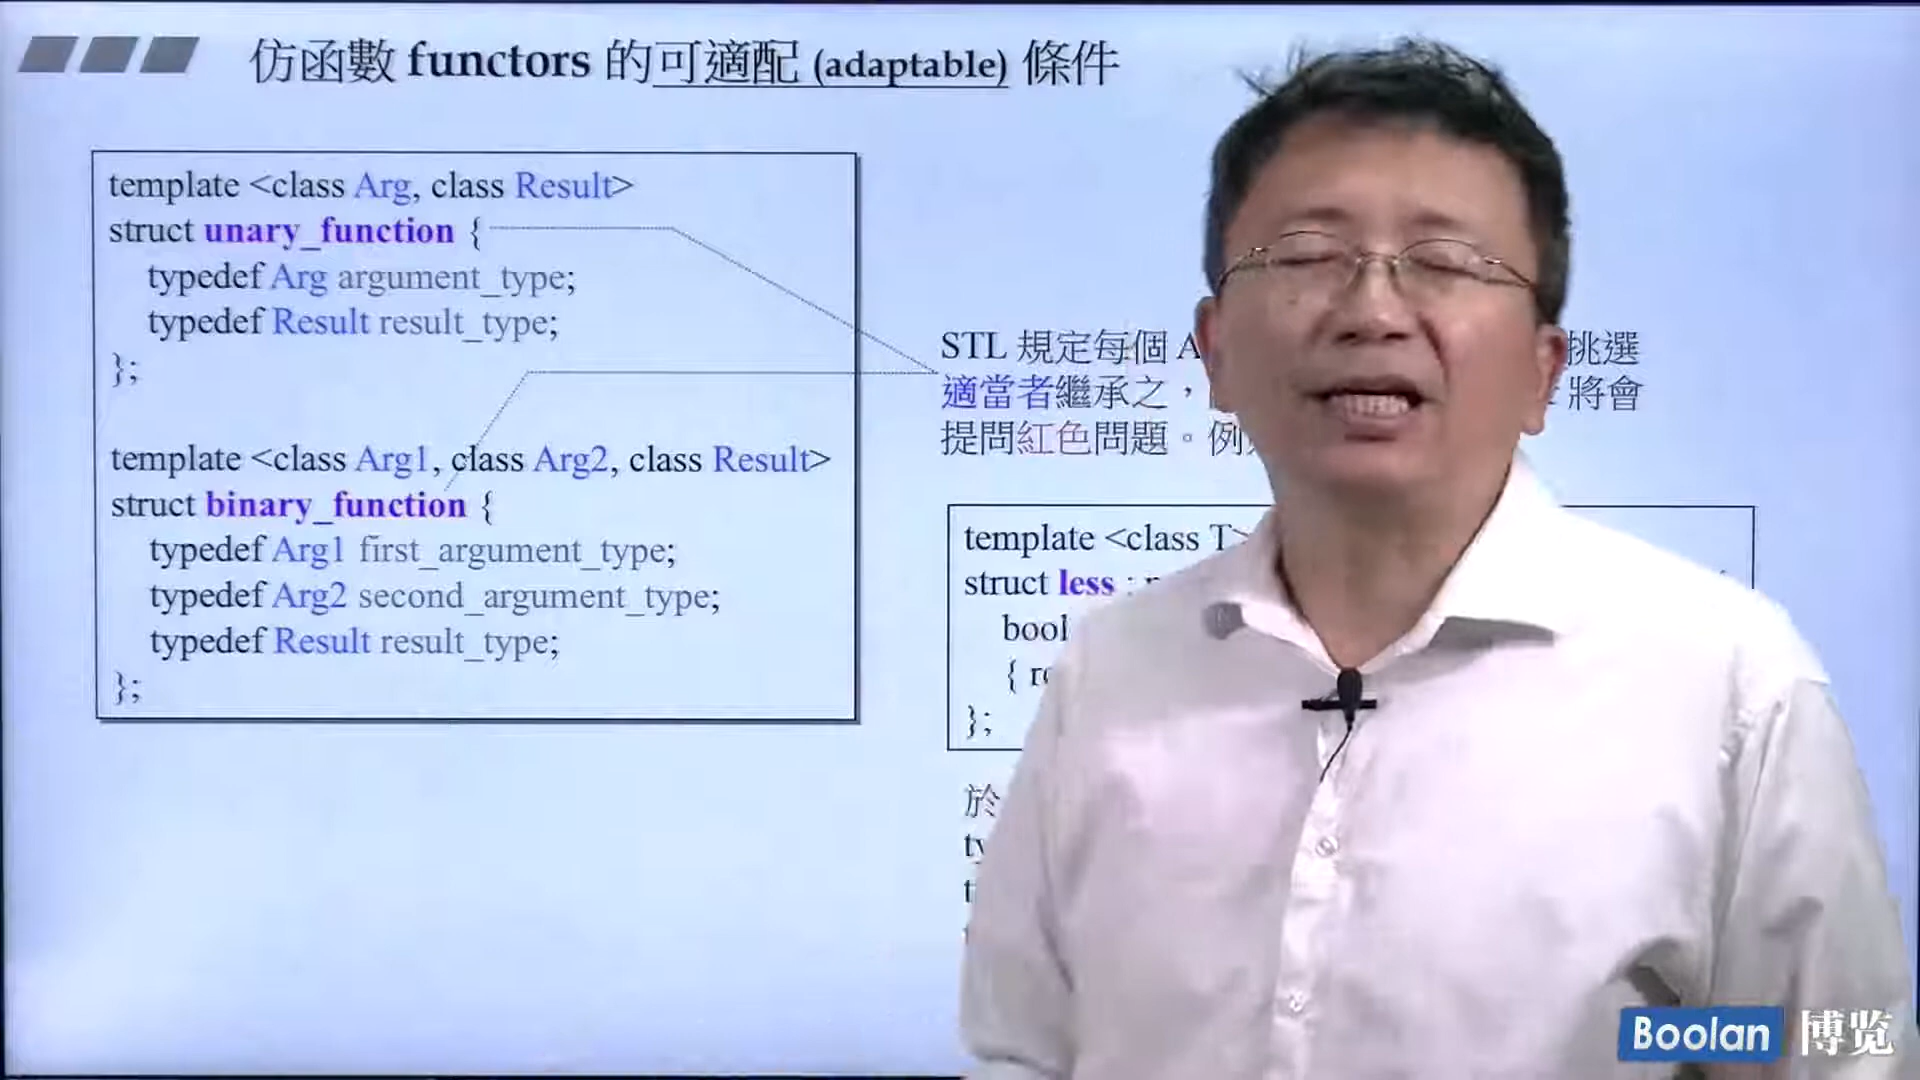 仿函數 functors 的可適配 (adaptable) 條件
template <class Arg, class Result>
struct unary_function {
typedef Arg argument_type;
typedef Result result_type;
};
template <class Arg1, class Arg2, class Result>
struct binary_function {
typedef Arg1 first_argument_type;
typedef Arg2 second_argument_type;
typedef Result result_type;
};
STL 規定每個 A 挑選
適當者繼承之， 將會
提問紅色問題。例
template <class T>
struct less :
bool
{
};
於
Boolan 博览